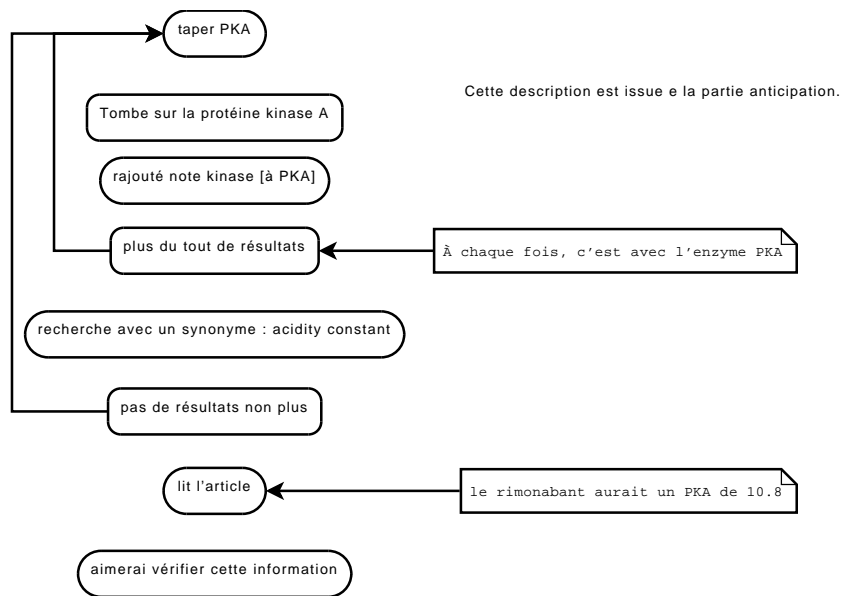 taper PKA
Cette description est issue e la partie anticipation.
Tombe sur la protéine kinase A
rajouté note kinase [à PKA]
plus du tout de résultats
À chaque fois, c'est avec l'enzyme PKA
recherche avec un synonyme : acidity constant
pas de résultats non plus
lit l'article
le rimonabant aurait un PKA de 10.8
aimerai vérifier cette information